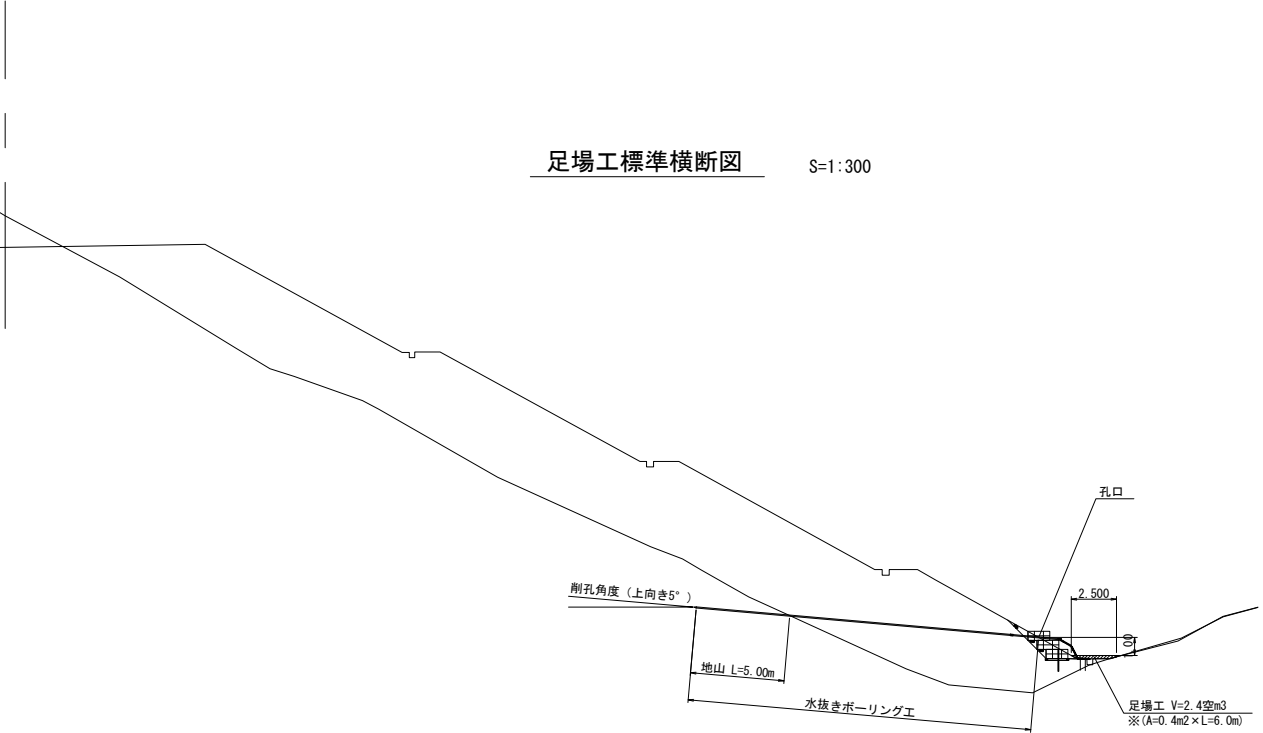 足場工標準横断図 S=1:300
孔口
削孔角度（上向き5°）
2.500
00
地山 L=5.00m
水抜きボーリング工
足場工 V=2.4空m3
※(A=0.4m2×L=6.0m)